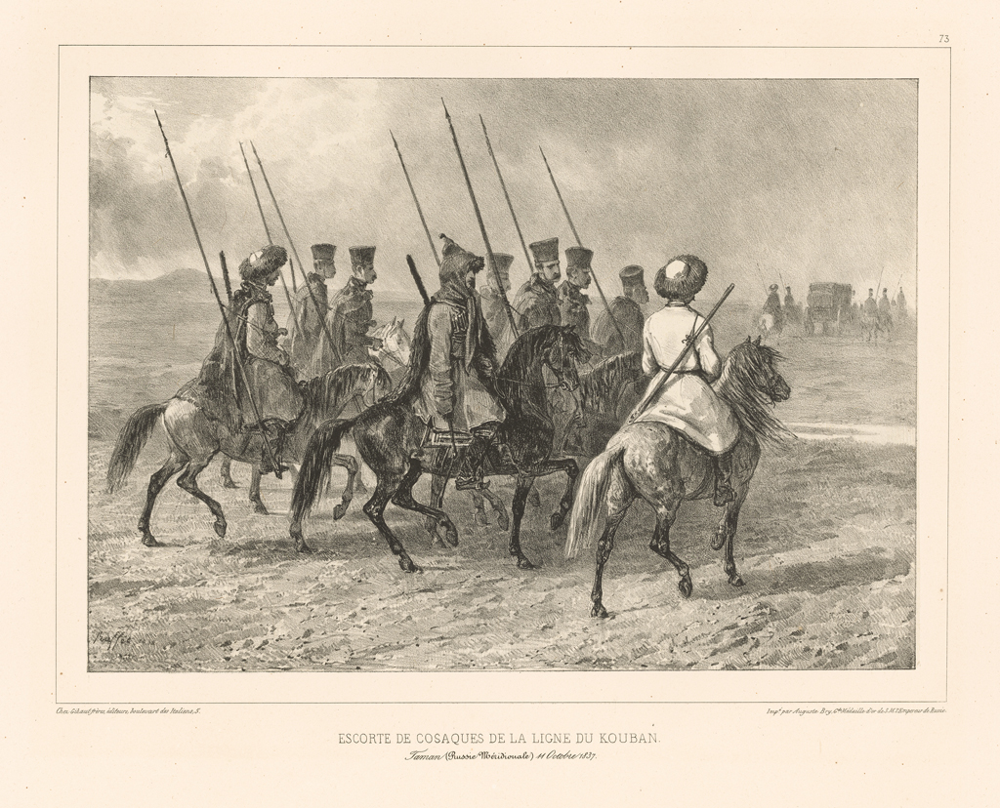 73
Raffet
Chez Gihaut frères, éditeurs, boulevart des Italiens, 5.
Impé. par Auguste Bry, Gde Médaille d'or de S.M. l'Empereur de Russie.
ESCORTE DE COSAQUES DE LA LIGNE DU KOUBAN.
Taman (Russie Méridionale) 11 Octobre 1837.